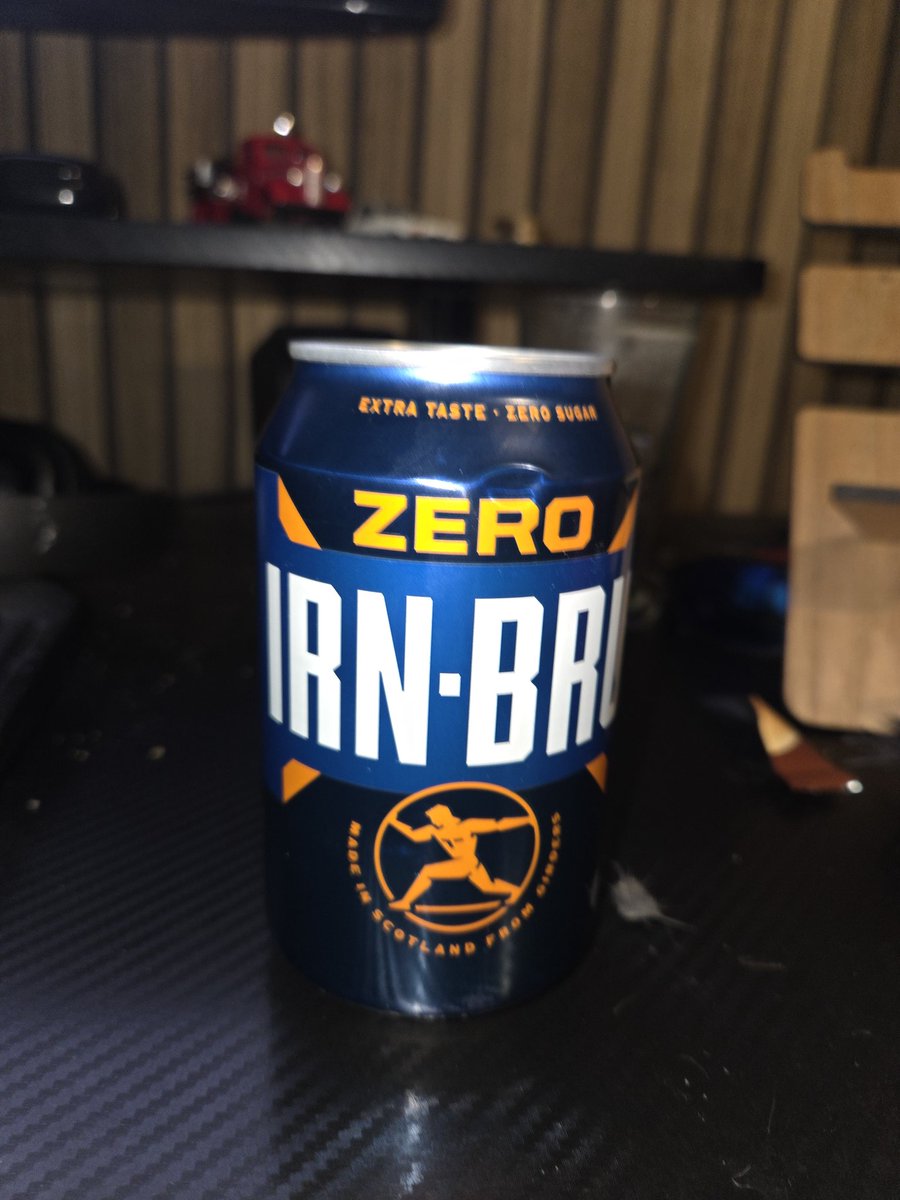 EXTRA TASTE · ZERO SUGAR
ZERO
IRN·BRU
MADE IN SCOTLAND FROM GIRDERS